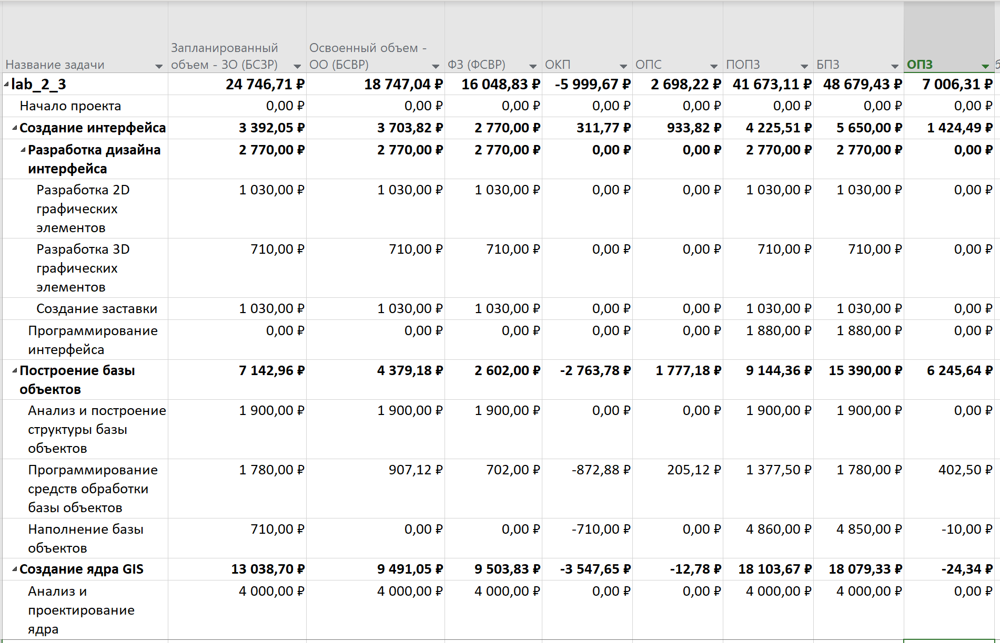 Название задачи Запланированный объем - ЗО (БСЗР) Освоенный объем - ОО (БСВР) ФЗ (ФСВР) ОКП ОПС ПОПЗ БПЗ ОПЗ
lab_2_3 24 746,71 ₽ 18 747,04 ₽ 16 048,83 ₽ -5 999,67 ₽ 2 698,22 ₽ 41 673,11 ₽ 48 679,43 ₽ 7 006,31 ₽
Начало проекта 0,00 ₽ 0,00 ₽ 0,00 ₽ 0,00 ₽ 0,00 ₽ 0,00 ₽ 0,00 ₽ 0,00 ₽
Создание интерфейса 3 392,05 ₽ 3 703,82 ₽ 2 770,00 ₽ 311,77 ₽ 933,82 ₽ 4 225,51 ₽ 5 650,00 ₽ 1 424,49 ₽
Разработка дизайна 2 770,00 ₽ 2 770,00 ₽ 2 770,00 ₽ 0,00 ₽ 0,00 ₽ 2 770,00 ₽ 2 770,00 ₽ 0,00 ₽
интерфейса
Разработка 2D 1 030,00 ₽ 1 030,00 ₽ 1 030,00 ₽ 0,00 ₽ 0,00 ₽ 1 030,00 ₽ 1 030,00 ₽ 0,00 ₽
графических
элементов
Разработка 3D 710,00 ₽ 710,00 ₽ 710,00 ₽ 0,00 ₽ 0,00 ₽ 710,00 ₽ 710,00 ₽ 0,00 ₽
графических
элементов
Создание заставки 1 030,00 ₽ 1 030,00 ₽ 1 030,00 ₽ 0,00 ₽ 0,00 ₽ 1 030,00 ₽ 1 030,00 ₽ 0,00 ₽
Программирование 0,00 ₽ 0,00 ₽ 0,00 ₽ 0,00 ₽ 0,00 ₽ 1 880,00 ₽ 1 880,00 ₽ 0,00 ₽
интерфейса
Построение базы 7 142,96 ₽ 4 379,18 ₽ 2 602,00 ₽ -2 763,78 ₽ 1 777,18 ₽ 9 144,36 ₽ 15 390,00 ₽ 6 245,64 ₽
объектов
Анализ и построение 1 900,00 ₽ 1 900,00 ₽ 1 900,00 ₽ 0,00 ₽ 0,00 ₽ 1 900,00 ₽ 1 900,00 ₽ 0,00 ₽
структуры базы
объектов
Программирование 1 780,00 ₽ 907,12 ₽ 702,00 ₽ -872,88 ₽ 205,12 ₽ 1 377,50 ₽ 1 780,00 ₽ 402,50 ₽
средств обработки
базы объектов
Наполнение базы 710,00 ₽ 0,00 ₽ 0,00 ₽ -710,00 ₽ 0,00 ₽ 4 860,00 ₽ 4 850,00 ₽ -10,00 ₽
объектов
Создание ядра GIS 13 038,70 ₽ 9 491,05 ₽ 9 503,83 ₽ -3 547,65 ₽ -12,78 ₽ 18 103,67 ₽ 18 079,33 ₽ -24,34 ₽
Анализ и 4 000,00 ₽ 4 000,00 ₽ 4 000,00 ₽ 0,00 ₽ 0,00 ₽ 4 000,00 ₽ 4 000,00 ₽ 0,00 ₽
проектирование
ядра